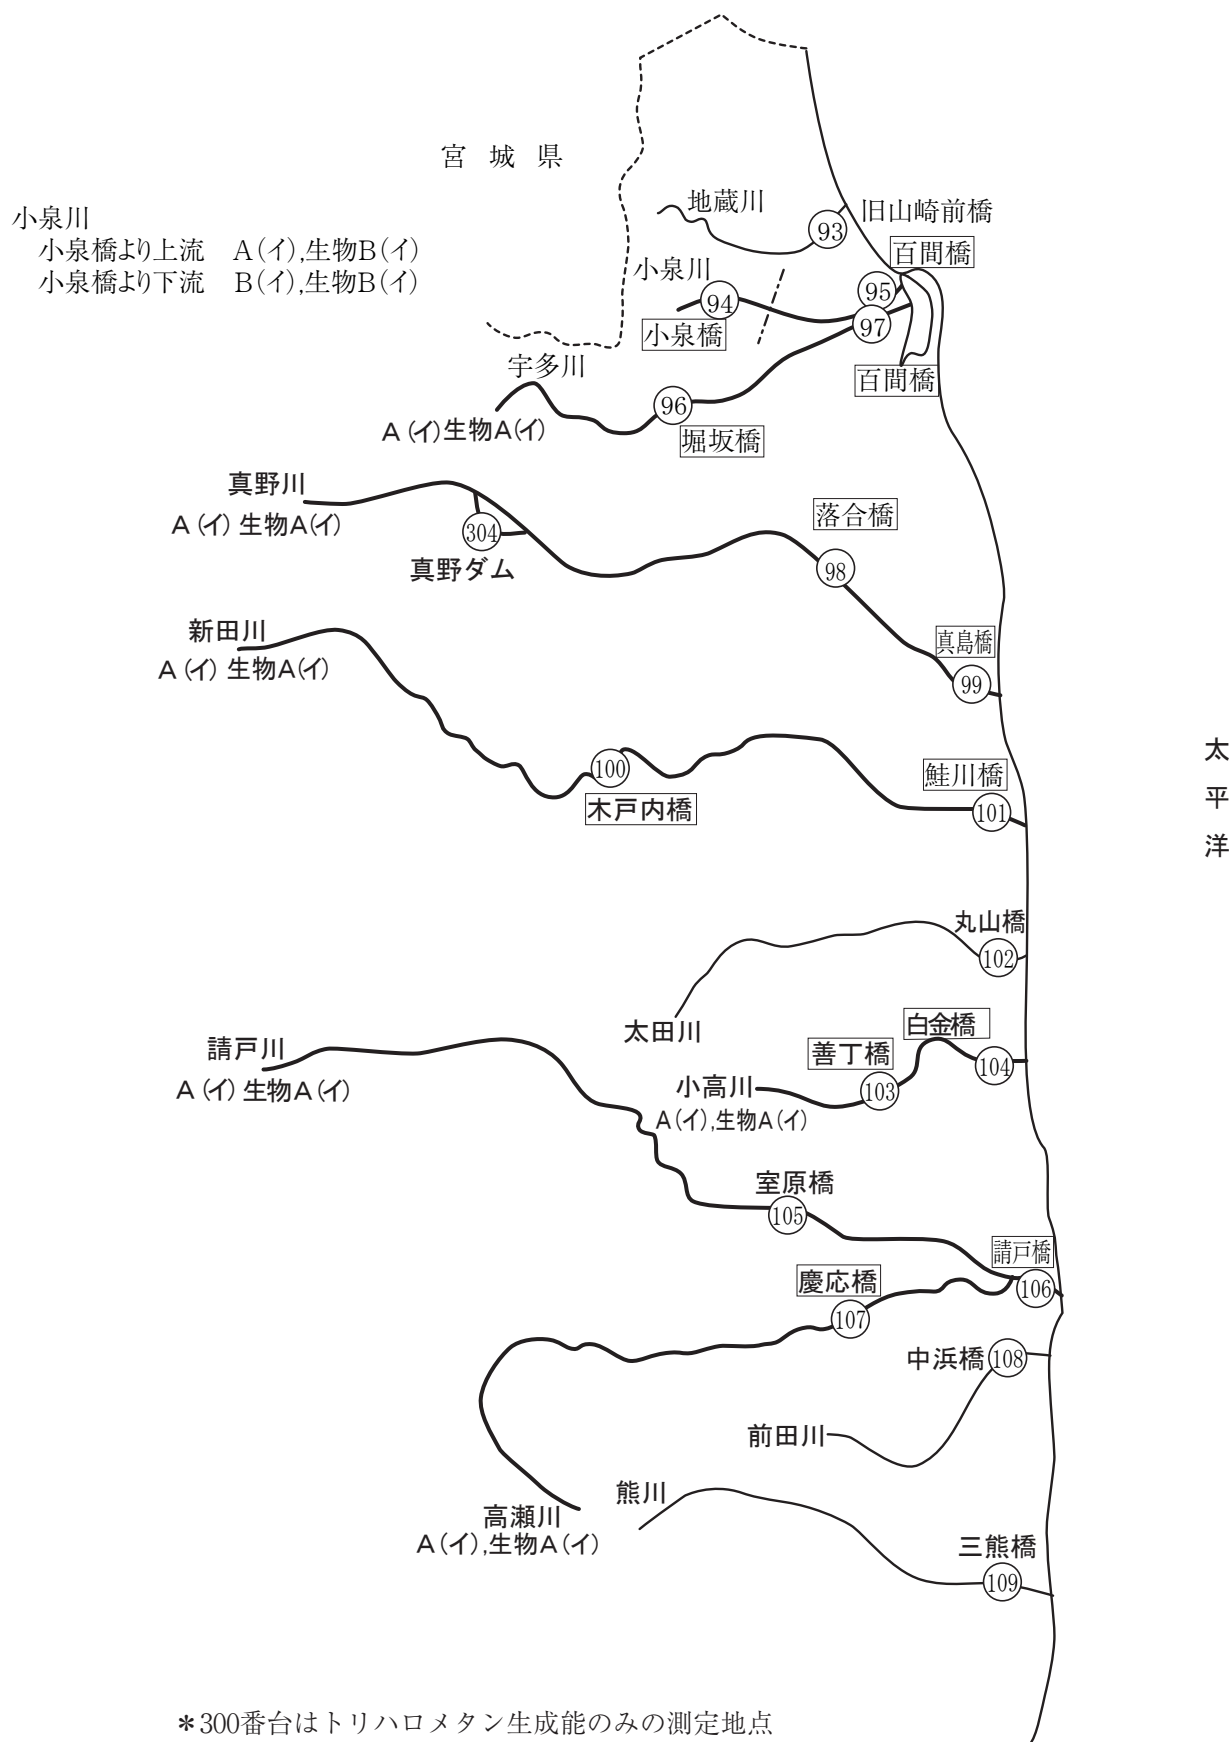 宮 城 県
小泉川
小泉橋より上流 A(イ),生物B(イ)
小泉橋より下流 B(イ),生物B(イ)
地蔵川
93
旧山崎前橋
百間橋
小泉川
94
95
小泉橋
97
百間橋
宇多川
A (イ) 生物A(イ)
96
堀坂橋
真野川
A (イ) 生物A(イ)
304
真野ダム
落合橋
98
新田川
A (イ) 生物A(イ)
真島橋
99
太
平
洋
100
木戸内橋
鮭川橋
101
丸山橋
102
太田川
請戸川
A (イ) 生物A(イ)
白金橋
善丁橋
104
小高川
103
A(イ),生物A(イ)
室原橋
105
請戸橋
106
慶応橋
107
中浜橋
108
前田川
熊川
高瀬川
A(イ),生物A(イ)
三熊橋
109
*300番台はトリハロメタン生成能のみの測定地点